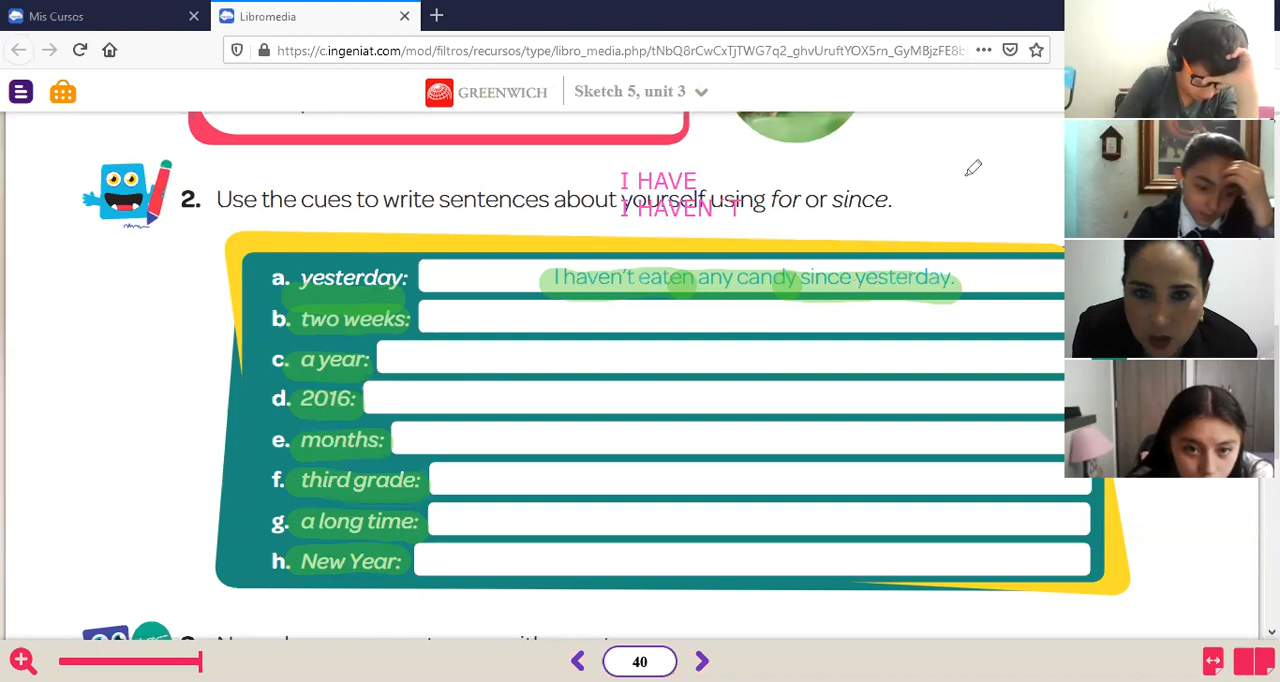 Mis Cursos
Libromedia
https://c.ingeniat.com/mod/filtros/recursos/type/libro_media.php/tNbQ8rCwCxTjTWG7q2_ghvUruftYOX5rn_GyMBjzFE8b
GREENWICH
Sketch 5, unit 3
I HAVE
2. Use the cues to write sentences about yourself using for or since.
I HAVEN'T
a. yesterday: I haven't eaten any candy since yesterday.
b. two weeks:
c. a year:
d. 2016:
e. months:
f. third grade:
g. a long time:
h. New Year:
40